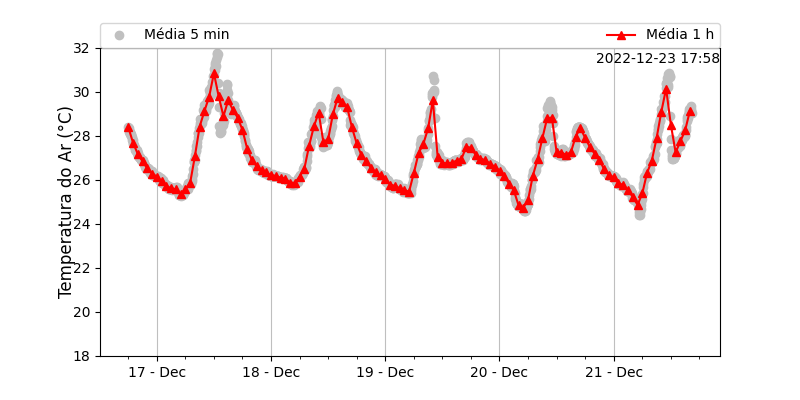 Média 5 min
Média 1 h
2022-12-23 17:58
Temperatura do Ar (°C)
32
30
28
26
24
22
20
18
17 - Dec
18 - Dec
19 - Dec
20 - Dec
21 - Dec